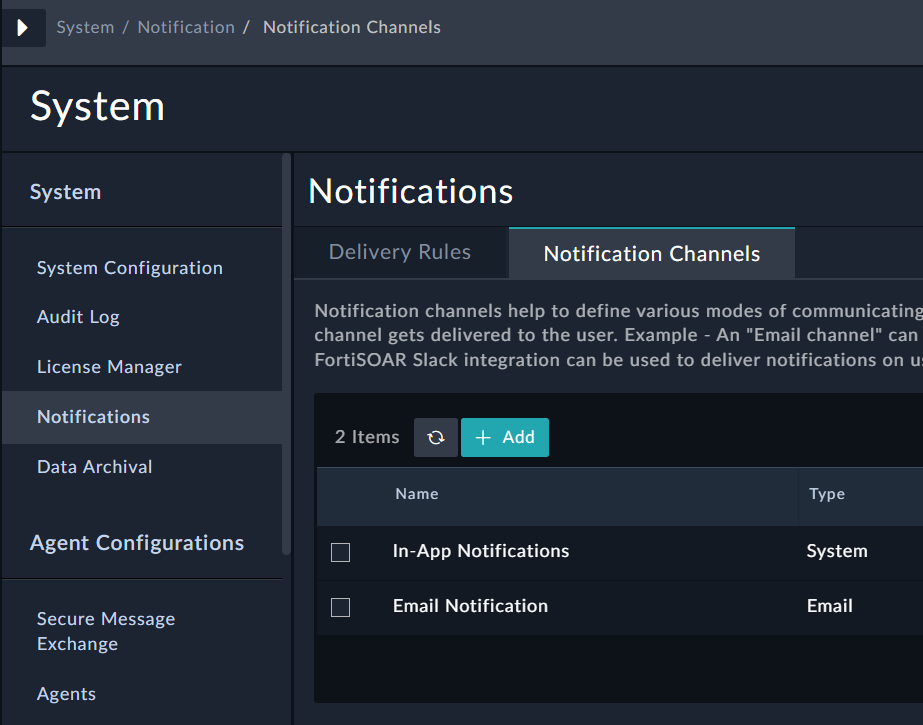 System / Notification / Notification Channels
System
System
System Configuration
Audit Log
License Manager
Notifications
Data Archival
Agent Configurations
Secure Message
Exchange
Agents
Notifications
Delivery Rules
Notification Channels
Notification channels help to define various modes of communicating
channel gets delivered to the user. Example - An "Email channel" can
FortiSOAR Slack integration can be used to deliver notifications on
2 Items
+ Add
Name Type
In-App Notifications System
Email Notification Email